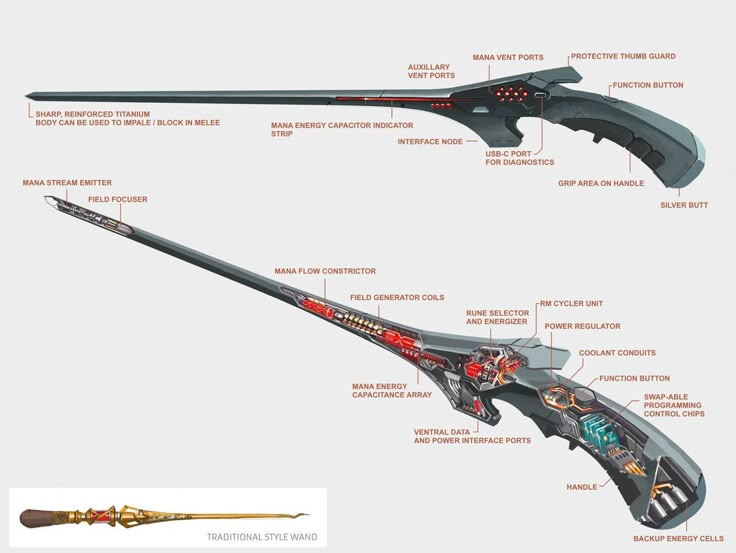 MANA VENT PORTS
PROTECTIVE THUMB GUARD
AUXILLARY
VENT PORTS
FUNCTION BUTTON
SHARP, REINFORCED TITANIUM
BODY CAN BE USED TO IMPALE / BLOCK IN MELEE
MANA ENERGY CAPACITOR INDICATOR
STRIP
INTERFACE NODE
USB-C PORT
FOR DIAGNOSTICS
GRIP AREA ON HANDLE
SILVER BUTT
MANA STREAM EMITTER
FIELD FOCUSER
MANA FLOW CONSTRICTOR
FIELD GENERATOR COILS
RM CYCLER UNIT
RUNE SELECTOR
AND ENERGIZER
POWER REGULATOR
COOLANT CONDUITS
FUNCTION BUTTON
MANA ENERGY
CAPACITANCE ARRAY
SWAP-ABLE
PROGRAMMING
CONTROL CHIPS
VENTRAL DATA
AND POWER INTERFACE PORTS
HANDLE
BACKUP ENERGY CELLS
TRADITIONAL STYLE WAND